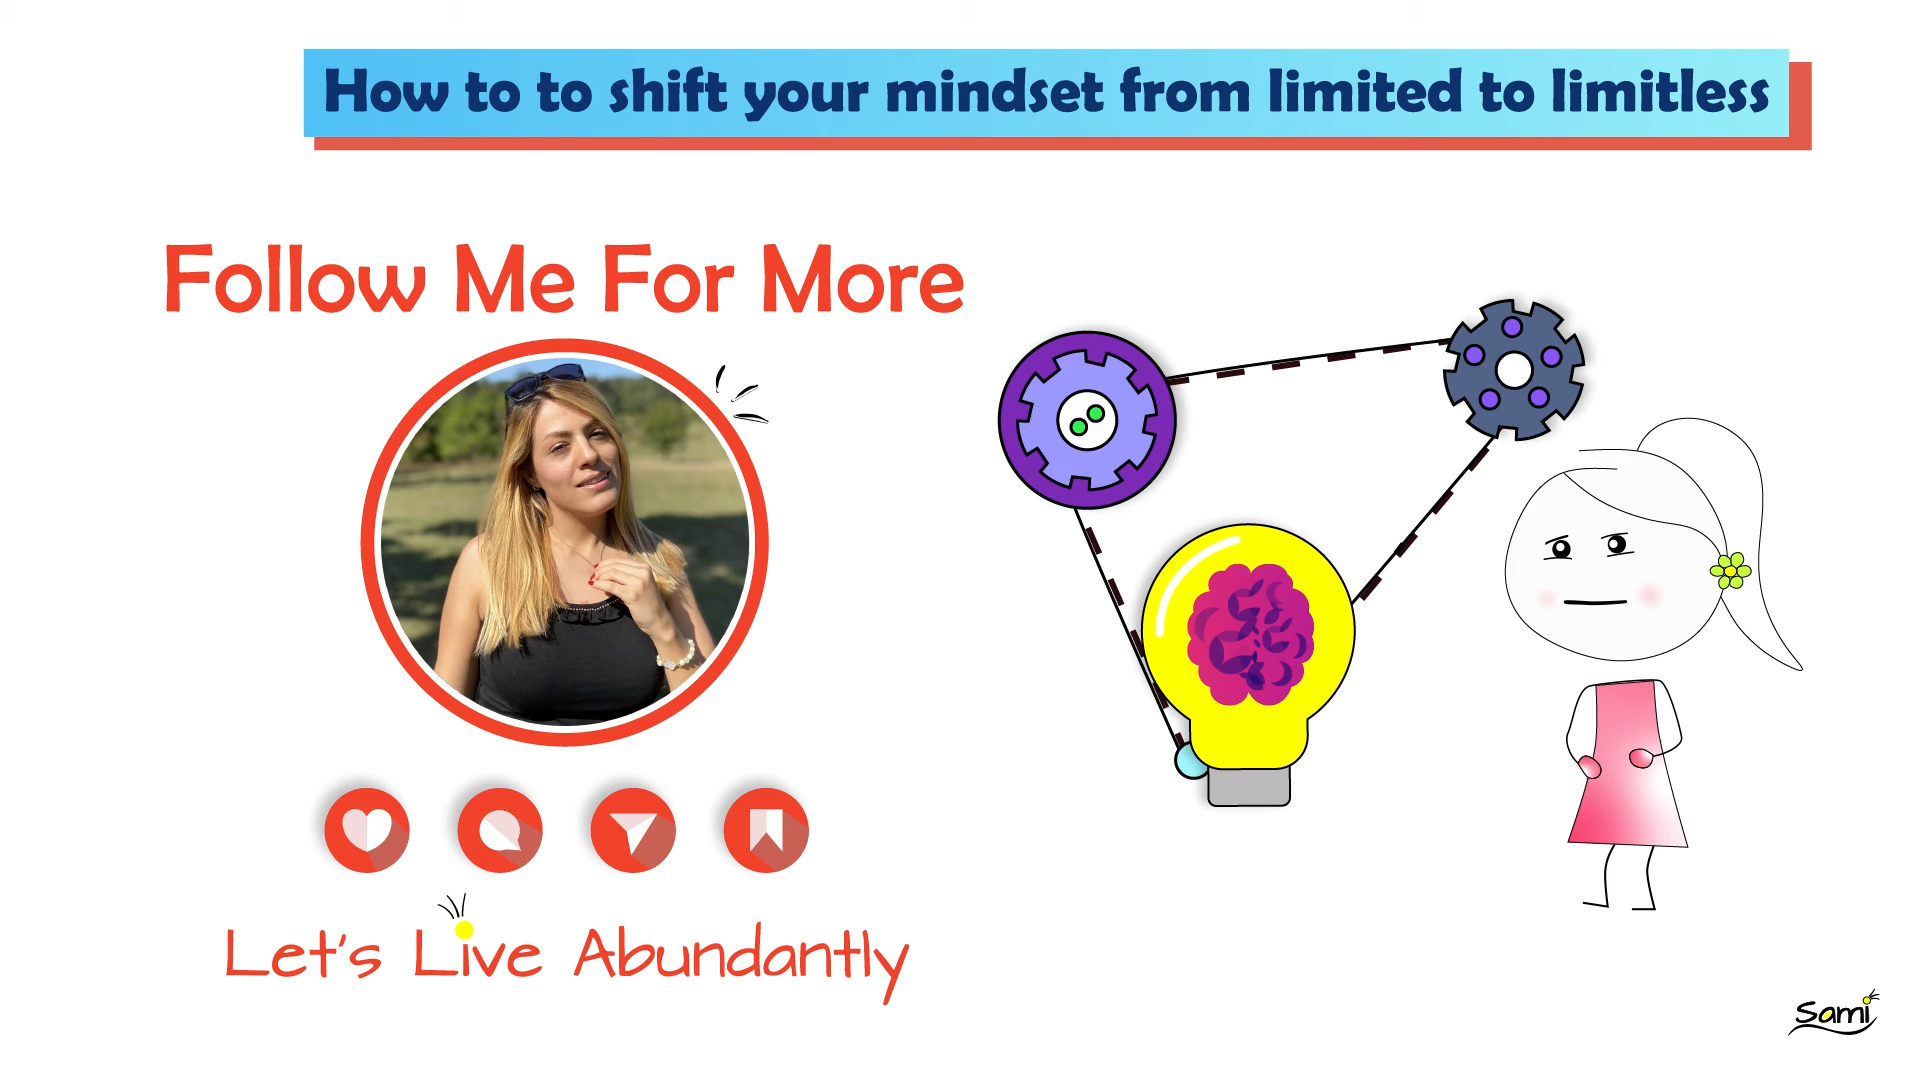 How to to shift your mindset from limited to limitless
Follow Me For More
Let's Live Abundantly
Sami